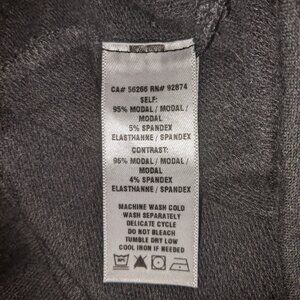 CA# 56266 RN# 92874
SELF:
95% MODAL / MODAL /
MODAL
5% SPANDEX
ELASTHANNE / SPANDEX
CONTRAST:
96% MODAL / MODAL /
MODAL
4% SPANDEX
ELASTHANNE / SPANDEX
MACHINE WASH COLD
WASH SEPARATELY
DELICATE CYCLE
DO NOT BLEACH
TUMBLE DRY LOW
COOL IRON IF NEEDED